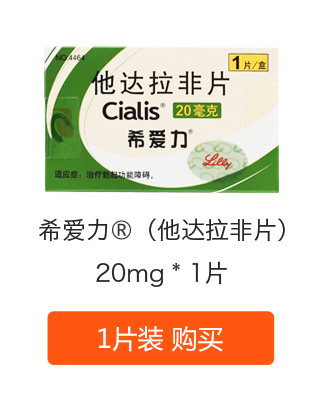 NO:4464
1片/盒
他达拉非片
Cialis® 20毫克
希爱力®
Lilly
适应症：治疗勃起功能障碍。
希爱力®（他达拉非片）
20mg * 1片
1片装 购买